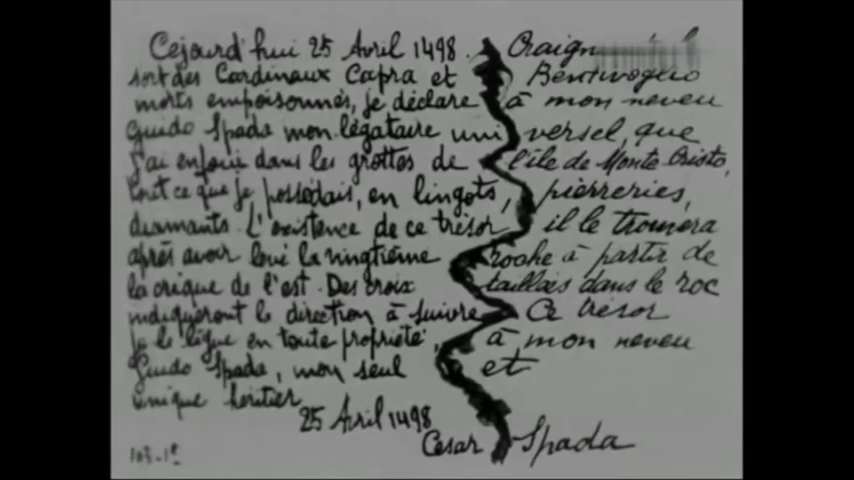 Cejourd'hui 25 Avril 1498. Craign
sort des Cardinaux Capra et Bentivoglio
morts empoisonnés, je déclare à mon neveu
Guido Spada mon légataire universel, que
j'ai enfoui dans les grottes de l'île de Monte Cristo,
tout ce que je possédais, en lingots, pierreries,
diamants. L'existence de ce trésor il le trouvera
après avoir levé la vingtième roche à partir de
la crique de l'est. Des croix taillées dans le roc
indiqueront la direction à suivre Ce trésor
je le lègue en toute propriété, à mon neveu
Guido Spada, mon seul et
unique héritier
25 Avril 1498
Cesar Spada